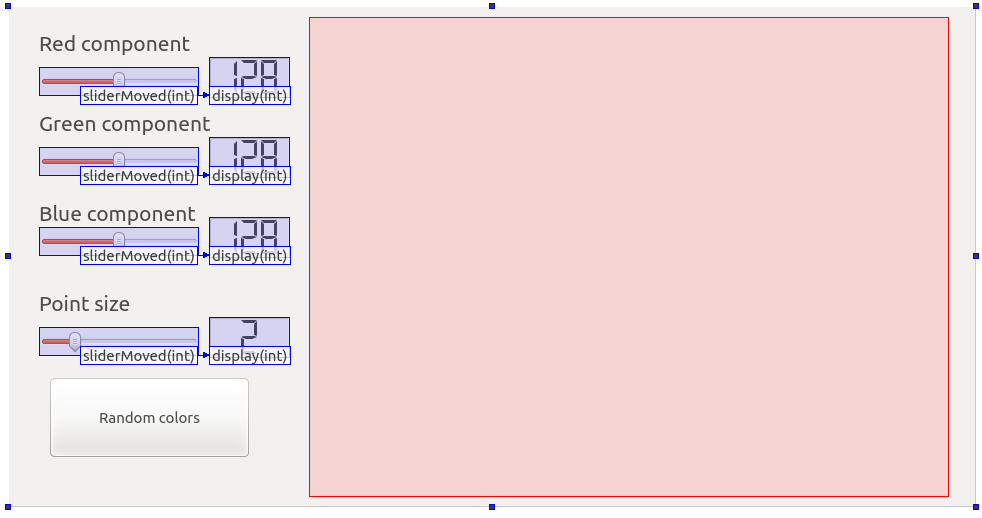 Red component
128
sliderMoved(int) display(int)
Green component
128
sliderMoved(int) display(int)
Blue component
128
sliderMoved(int) display(int)
Point size
2
sliderMoved(int) display(int)
Random colors